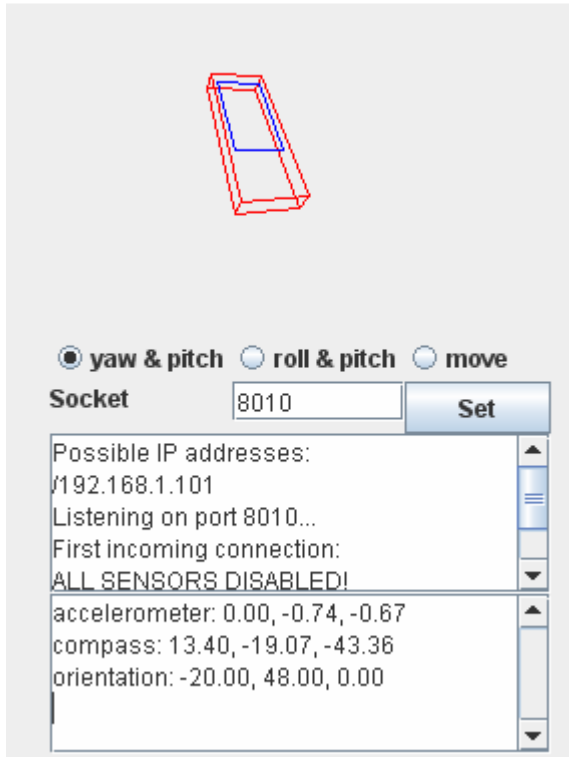 yaw & pitch roll & pitch move
Socket 8010 Set
Possible IP addresses:
/192.168.1.101
Listening on port 8010...
First incoming connection:
ALL SENSORS DISABLED!
accelerometer: 0.00, -0.74, -0.67
compass: 13.40, -19.07, -43.36
orientation: -20.00, 48.00, 0.00